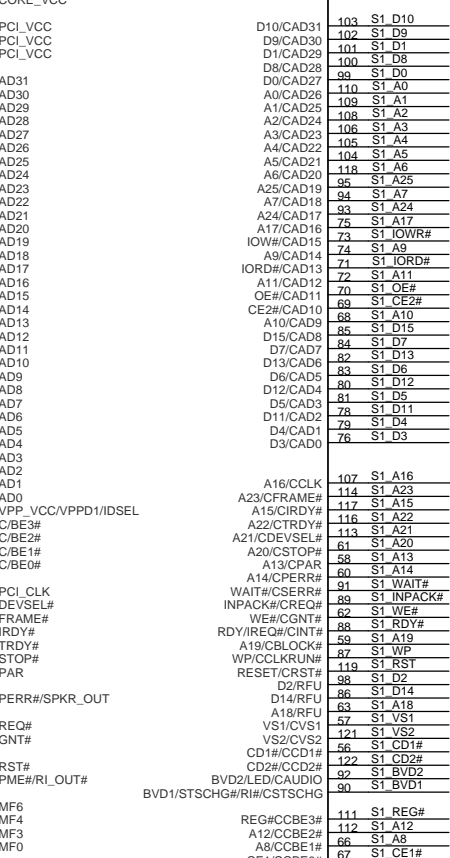 CORE_VCC
PCI_VCC D10/CAD31 103 S1_D10
PCI_VCC D9/CAD30 102 S1_D9
PCI_VCC D1/CAD29 101 S1_D1
D8/CAD28 100 S1_D8
AD31 D0/CAD27 99 S1_D0
AD30 A0/CAD26 110 S1_A0
AD29 A1/CAD25 109 S1_A1
AD28 A2/CAD24 108 S1_A2
AD27 A3/CAD23 106 S1_A3
AD26 A4/CAD22 105 S1_A4
AD25 A5/CAD21 104 S1_A5
AD24 A6/CAD20 118 S1_A6
AD23 A25/CAD19 95 S1_A25
AD22 A7/CAD18 94 S1_A7
AD21 A24/CAD17 93 S1_A24
AD20 A17/CAD16 75 S1_A17
AD19 IOW#/CAD15 73 S1_IOWR#
AD18 A9/CAD14 74 S1_A9
AD17 IORD#/CAD13 71 S1_IORD#
AD16 A11/CAD12 72 S1_A11
AD15 OE#/CAD11 70 S1_OE#
AD14 CE2#/CAD10 69 S1_CE2#
AD13 A10/CAD9 68 S1_A10
AD12 D15/CAD8 85 S1_D15
AD11 D7/CAD7 84 S1_D7
AD10 D13/CAD6 82 S1_D13
AD9 D6/CAD5 83 S1_D6
AD8 D12/CAD4 80 S1_D12
AD7 D5/CAD3 81 S1_D5
AD6 D11/CAD2 78 S1_D11
AD5 D4/CAD1 79 S1_D4
AD4 D3/CAD0 76 S1_D3
AD3
AD2
AD1 A16/CCLK 107 S1_A16
AD0 A23/CFRAME# 114 S1_A23
VPP_VCC/VPPD1/IDSEL A15/CIRDY# 117 S1_A15
C/BE3# A22/CTRDY# 116 S1_A22
C/BE2# A21/CDEVSEL# 113 S1_A21
C/BE1# A20/CSTOP# 61 S1_A20
C/BE0# A13/CPAR 58 S1_A13
A14/CPERR# 60 S1_A14
PCI_CLK WAIT#/CSERR# 91 S1_WAIT#
DEVSEL# INPACK#/CREQ# 89 S1_INPACK#
FRAME# WE#/CGNT# 62 S1_WE#
IRDY# RDY/IREQ#/CINT# 88 S1_RDY#
TRDY# A19/CBLOCK# 59 S1_A19
STOP# WP/CCLKRUN# 87 S1_WP
PAR RESET/CRST# 119 S1_RST
D2/RFU 98 S1_D2
PERR#/SPKR_OUT D14/RFU 86 S1_D14
A18/RFU 63 S1_A18
REQ# VS1/CVS1 57 S1_VS1
GNT# VS2/CVS2 121 S1_VS2
CD1#/CCD1# 56 S1_CD1#
RST# CD2#/CCD2# 122 S1_CD2#
PME#/RI_OUT# BVD2/LED/CAUDIO 92 S1_BVD2
BVD1/STSCHG#/RI#/CSTSCHG 90 S1_BVD1
MF6
MF4 REG#CCBE3# 111 S1_REG#
MF3 A12/CCBE2# 112 S1_A12
MF0 A8/CCBE1# 66 S1_A8
67 S1_CE1#